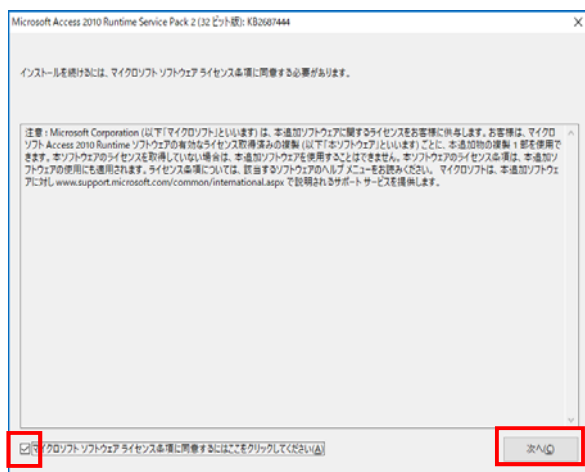 Microsoft Access 2010 Runtime Service Pack 2 (32 ビット版): KB2687444
インストールを続けるには、マイクロソフト ソフトウェア ライセンス条項に同意する必要があります。
注意 : Microsoft Corporation (以下「マイクロソフト」といいます) は、本追加ソフトウェアに関するライセンスをお客様に供与します。お客様は、マイクロ
ソフト Access 2010 Runtime ソフトウェアの有効なライセンス取得済みの複製 (以下「本ソフトウェア」といいます) ごとに、本追加物の複製 1 部を使用で
きます。本ソフトウェアのライセンスを取得していない場合は、本追加ソフトウェアを使用することはできません。本ソフトウェアのライセンス条項は、本追加ソ
フトウェアの使用にも適用されます。ライセンス条項については、該当するソフトウェアのヘルプ メニューをお読みください。 マイクロソフトは、本追加ソフトウェ
アに対し www.support.microsoft.com/common/international.aspx で説明されるサポート サービスを提供します。
マイクロソフト ソフトウェア ライセンス条項に同意するにはここをクリックしてください(A)
次へ(C)